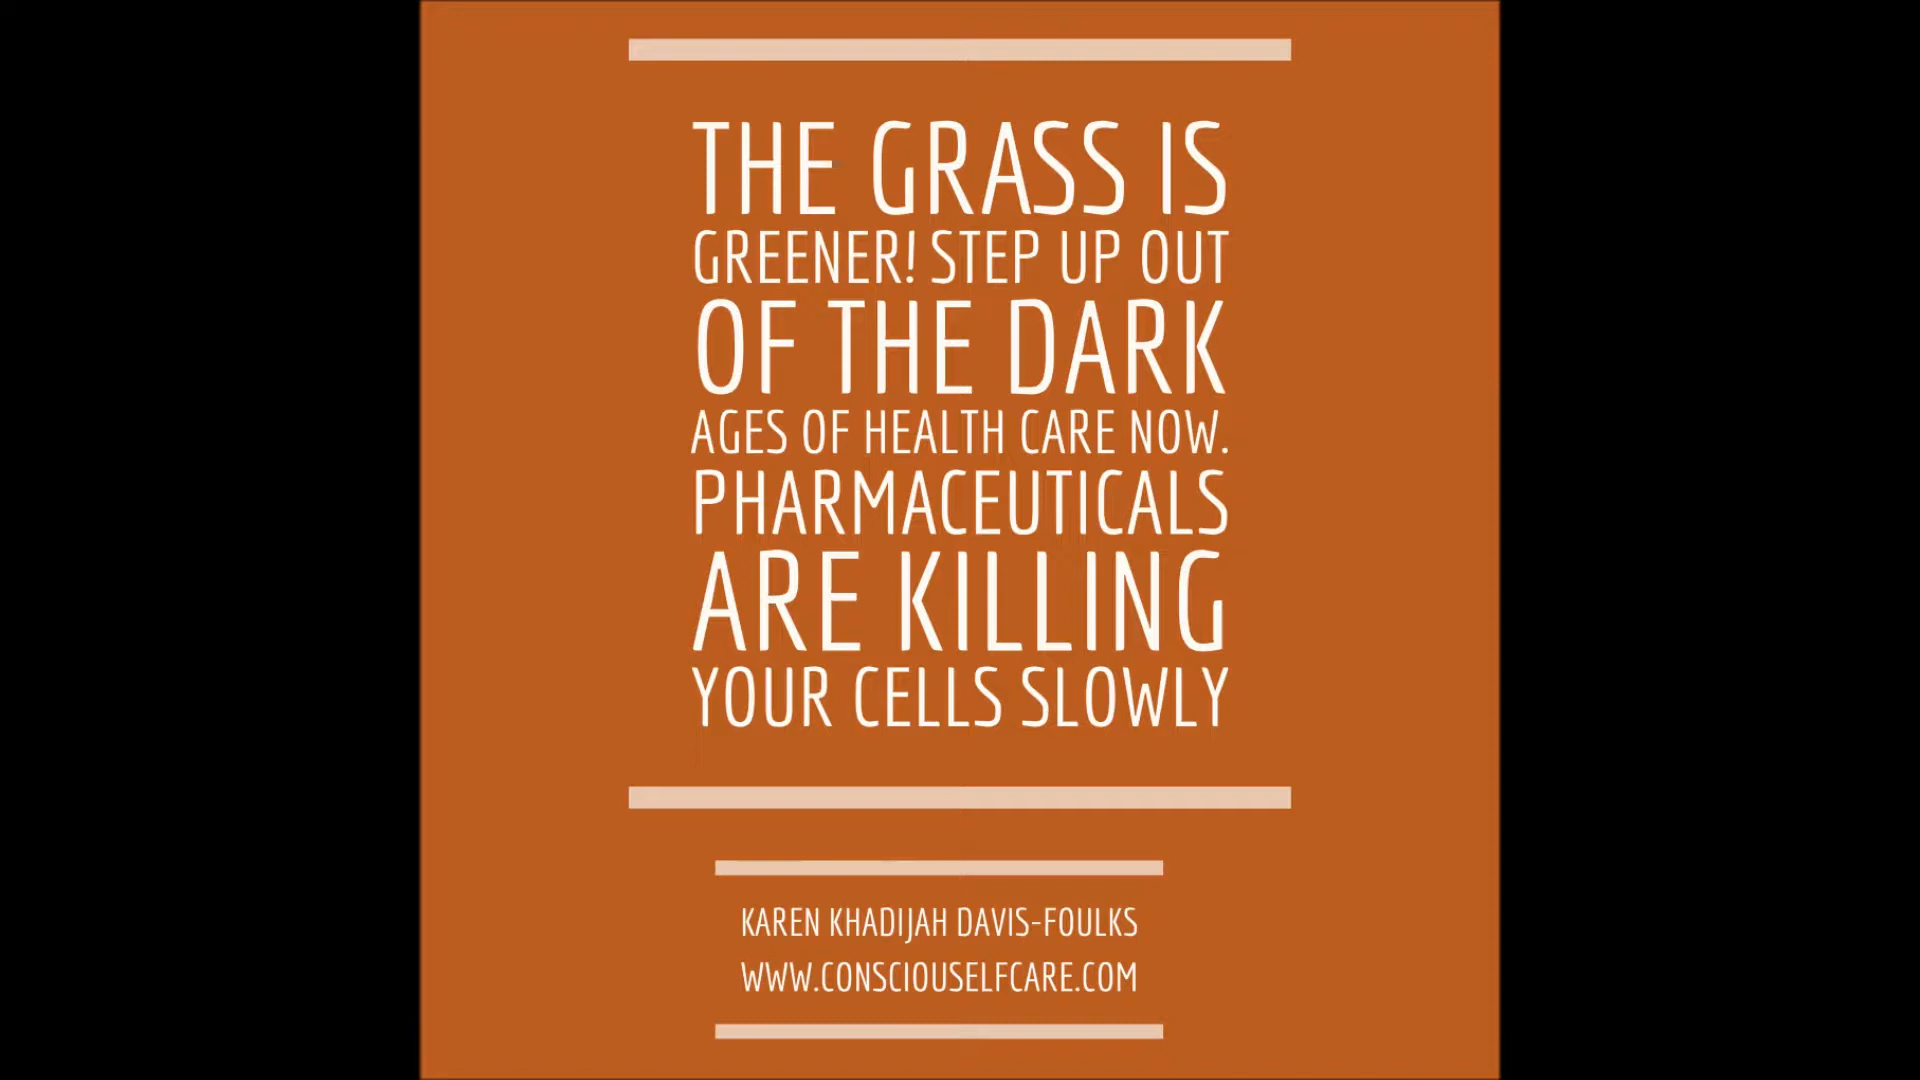 THE GRASS IS
GREENER! STEP UP OUT
OF THE DARK
AGES OF HEALTH CARE NOW.
PHARMACEUTICALS
ARE KILLING
YOUR CELLS SLOWLY
KAREN KHADIJAH DAVIS-FOULKS
WWW.CONSCIOUSELFCARE.COM